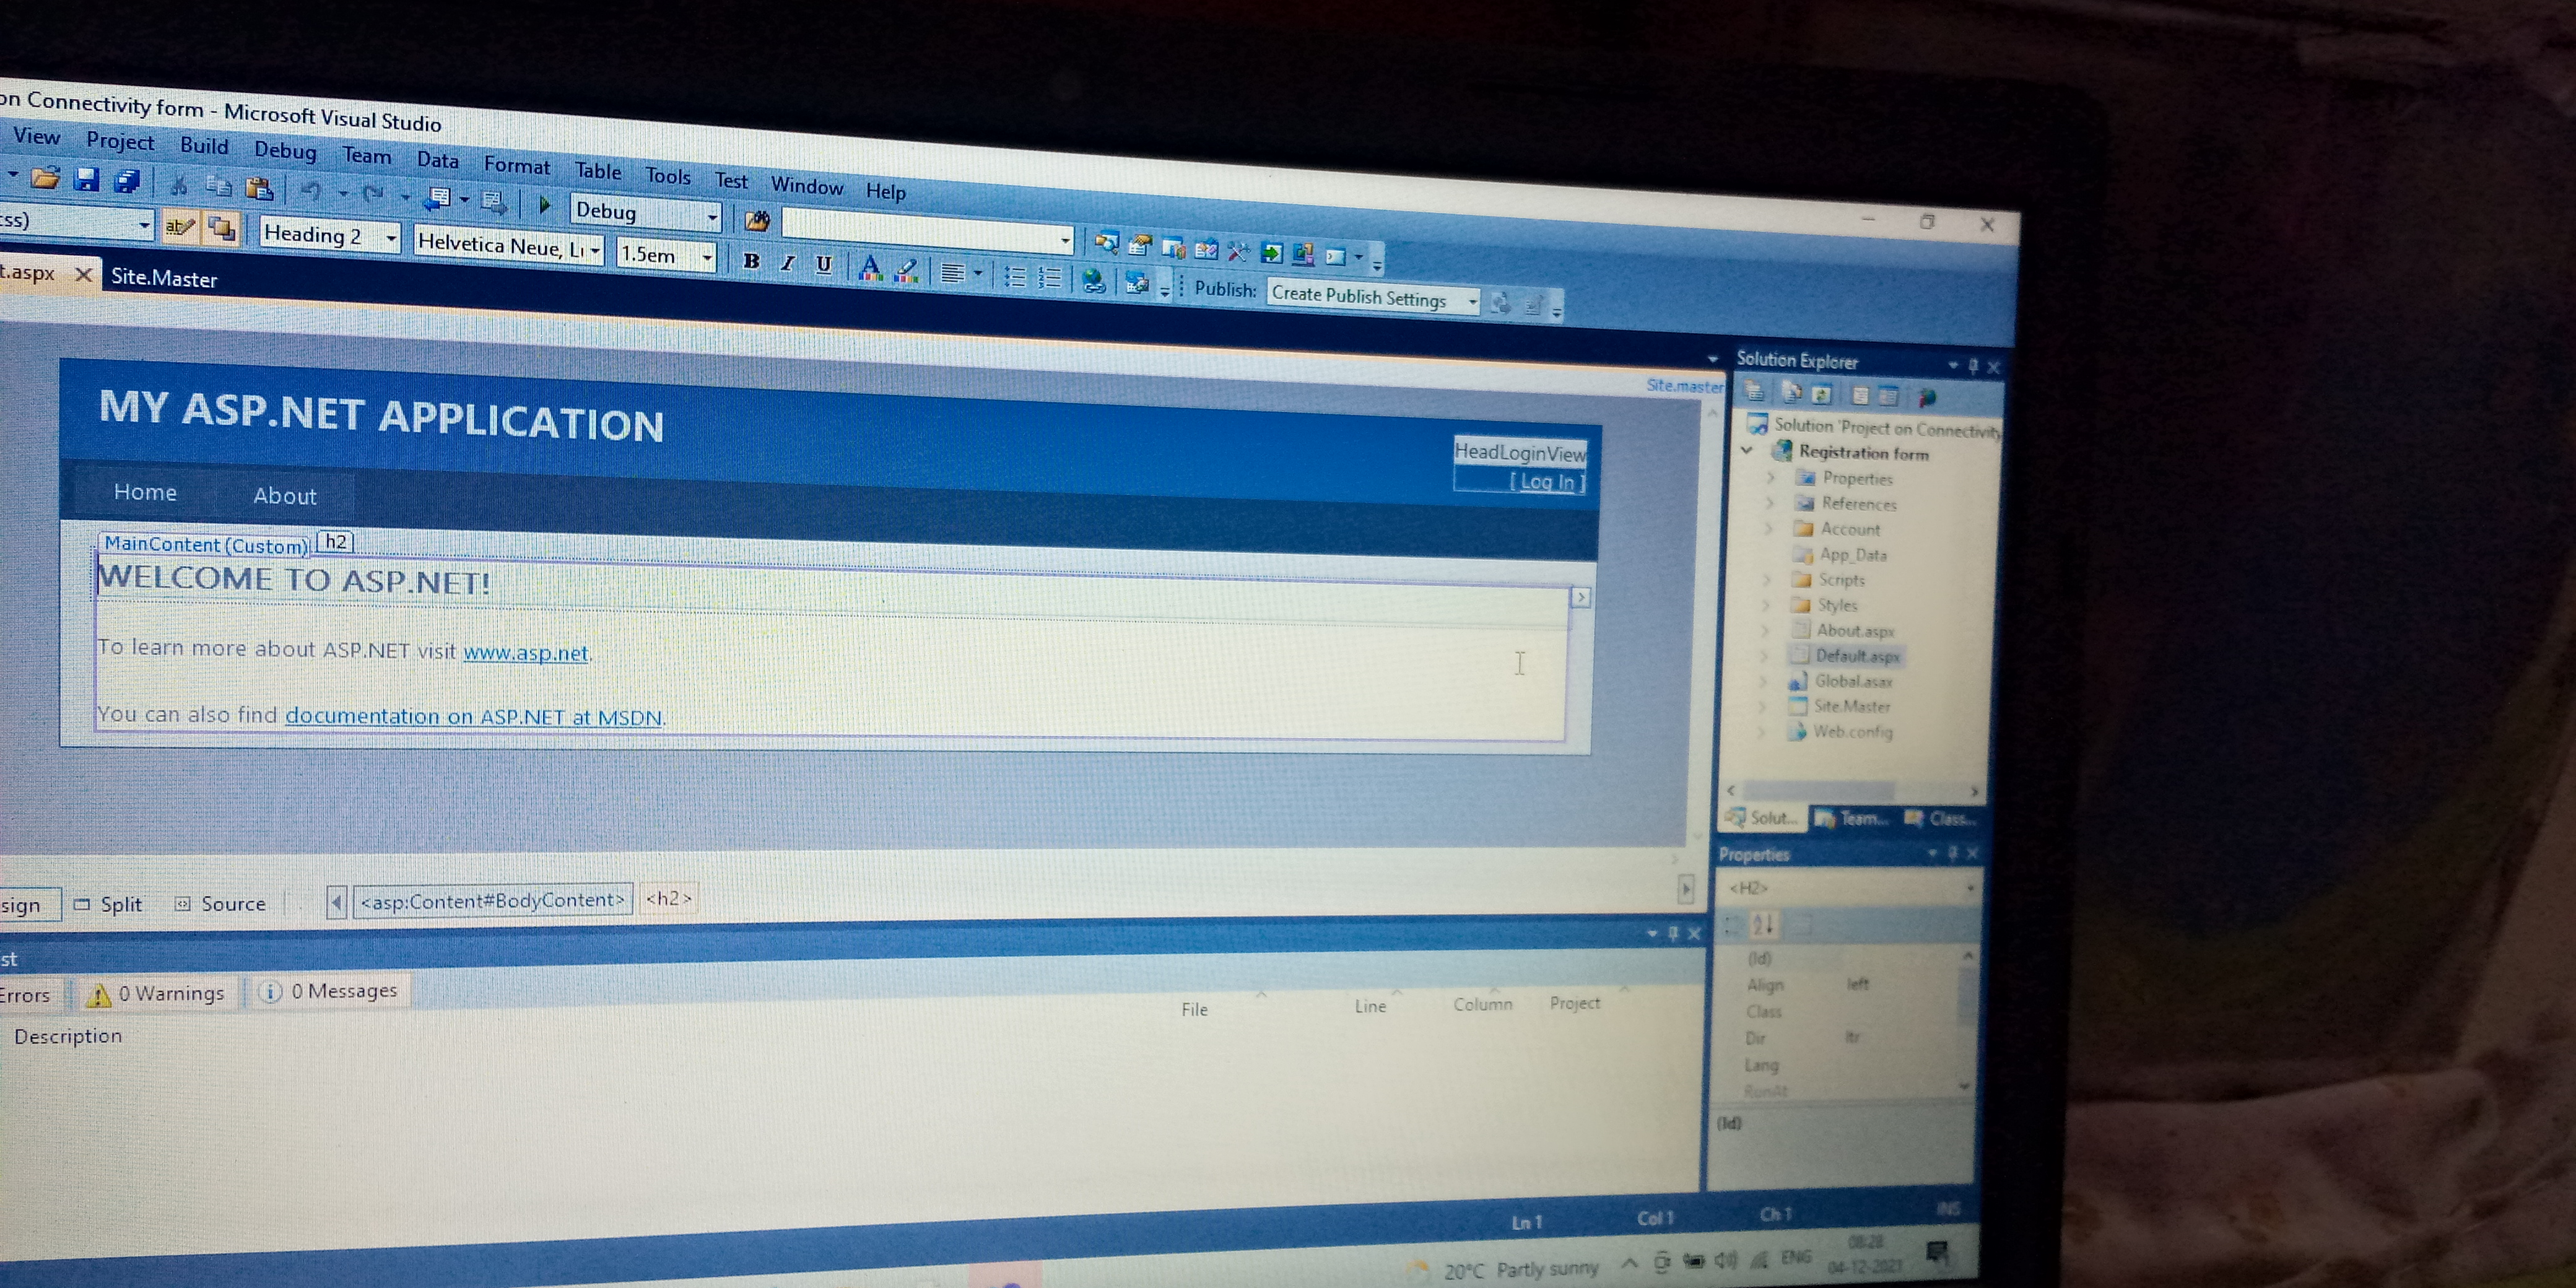 on Connectivity form - Microsoft Visual Studio
View Project Build Debug Team Data Format Table Tools Test Window Help
Debug
ss) Heading 2 Helvetica Neue, Lu 1.5em B I U Publish: Create Publish Settings
t.aspx Site.Master
Site.master
MY ASP.NET APPLICATION
HeadLoginView
[ Log In ]
Home About
MainContent (Custom) h2
WELCOME TO ASP.NET!
To learn more about ASP.NET visit www.asp.net.
You can also find documentation on ASP.NET at MSDN.
sign Split Source <asp:Content#BodyContent> <h2>
st
Errors 0 Warnings 0 Messages
Description File Line Column Project
Solution Explorer
Solution 'Project on Connectivity
Registration form
Properties
References
Account
App_Data
Scripts
Styles
About.aspx
Default.aspx
Global.asax
Site.Master
Web.config
Solut... Team... Class...
Properties
<H2>
(Id)
Align left
Class
Dir ltr
Lang
RunAt
(Id)
Ln 1 Col 1 Ch 1 INS
20°C Partly sunny ENG 08:28
04-12-2021